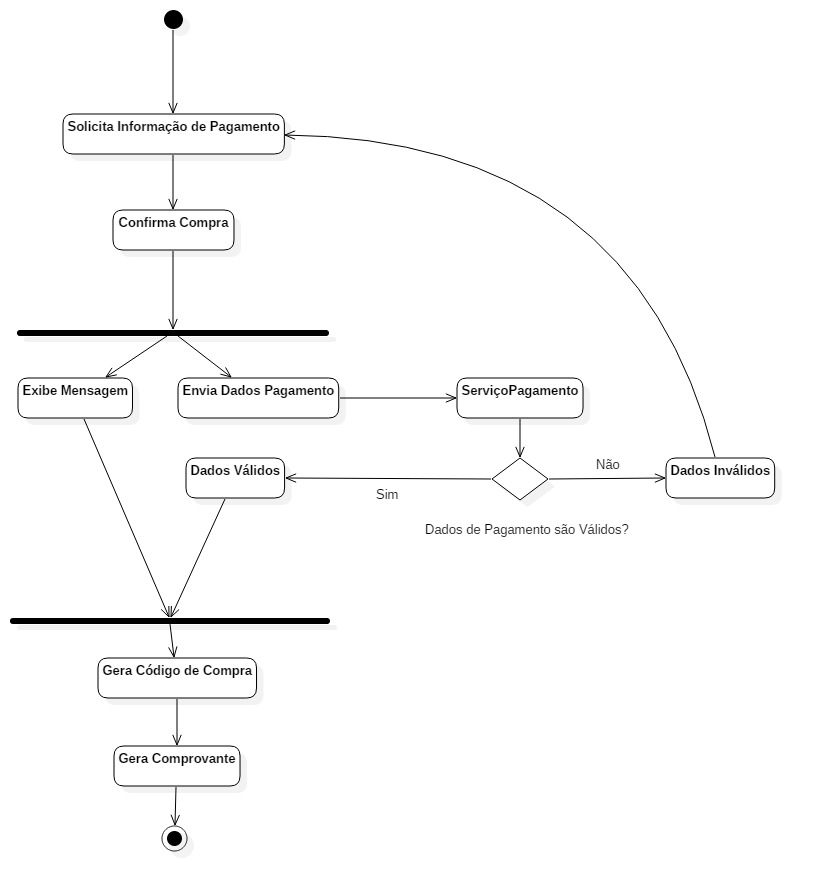 Solicita Informação de Pagamento
Confirma Compra
Exibe Mensagem
Envia Dados Pagamento
ServiçoPagamento
Dados Válidos
Sim
Não
Dados Inválidos
Dados de Pagamento são Válidos?
Gera Código de Compra
Gera Comprovante